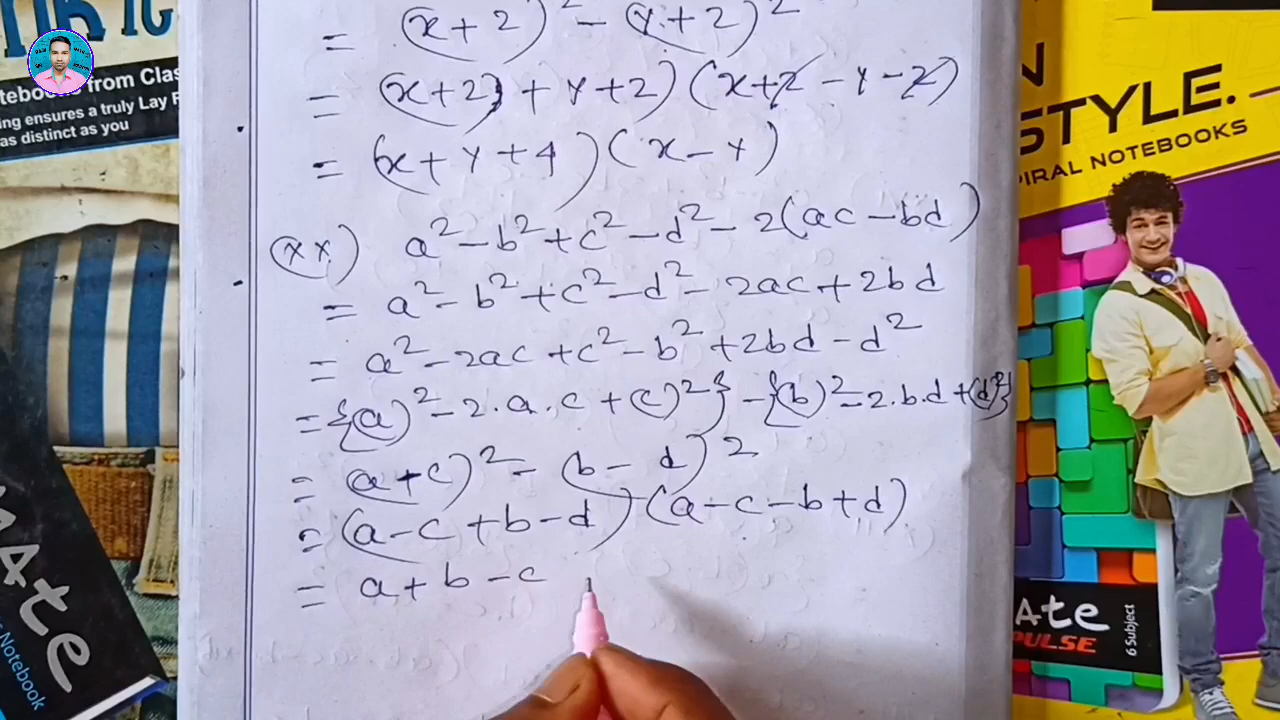 = (x+2)² - (y+2)²
= (x+2) + y+2) (x+2 - y - 2)
= (x+y+4) (x-y)
(xx) a² - b² + c² - d² - 2(ac - bd)
= a² - b² + c² - d² - 2ac + 2bd
= a² - 2ac + c² - b² + 2bd - d²
= {(a)² - 2.a.c + (c)²} - {(b)² - 2.b.d + (d)²}
= (a+c)² - (b - d)²
= (a-c+b-d) (a-c-b+d)
= a+b-c
from Clas
ing ensures a truly Lay F
as distinct as you
Ate
Notebook
N
STYLE.
PIRAL NOTEBOOKS
Ate
PULSE
6 Subject